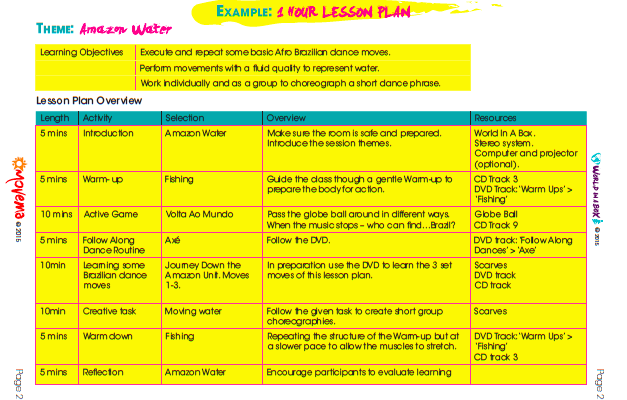 EXAMPLE: 1 HOUR LESSON PLAN
THEME: Amazon Water
Learning Objectives Execute and repeat some basic Afro Brazilian dance moves.
Perform movements with a fluid quality to represent water.
Work individually and as a group to choreograph a short dance phrase.
Lesson Plan Overview
Length Activity Selection Overview Resources
5 mins Introduction Amazon Water Make sure the room is safe and prepared. World In A Box.
Introduce the session themes. Stereo system.
Computer and projector
(optional).
5 mins Warm- up Fishing Guide the class though a gentle Warm-up to CD Track 3
prepare the body for action. DVD Track: 'Warm Ups' >
'Fishing'
10 mins Active Game Volta Ao Mundo Pass the globe ball around in different ways. Globe Ball
When the music stops – who can find…Brazil? CD Track 9
5 mins Follow Along Axé Follow the DVD. DVD track: 'Follow Along
Dance Routine Dances' > 'Axe'
10min Learning some Journey Down the In preparation use the DVD to learn the 3 set Scarves
Brazilian dance Amazon Unit. Moves moves of this lesson plan. DVD track
moves 1-3. CD track
10min Creative task Moving water Follow the given task to create short group Scarves
choreographies.
5 mins Warm down Fishing Repeating the structure of the Warm-up but at DVD Track: 'Warm Ups' >
a slower pace to allow the muscles to stretch. 'Fishing'
CD track 3
5 mins Reflection Amazon Water Encourage participants to evaluate learning
Movema © 2015
Page 2
WORLD IN A BOX © 2015
Page 2